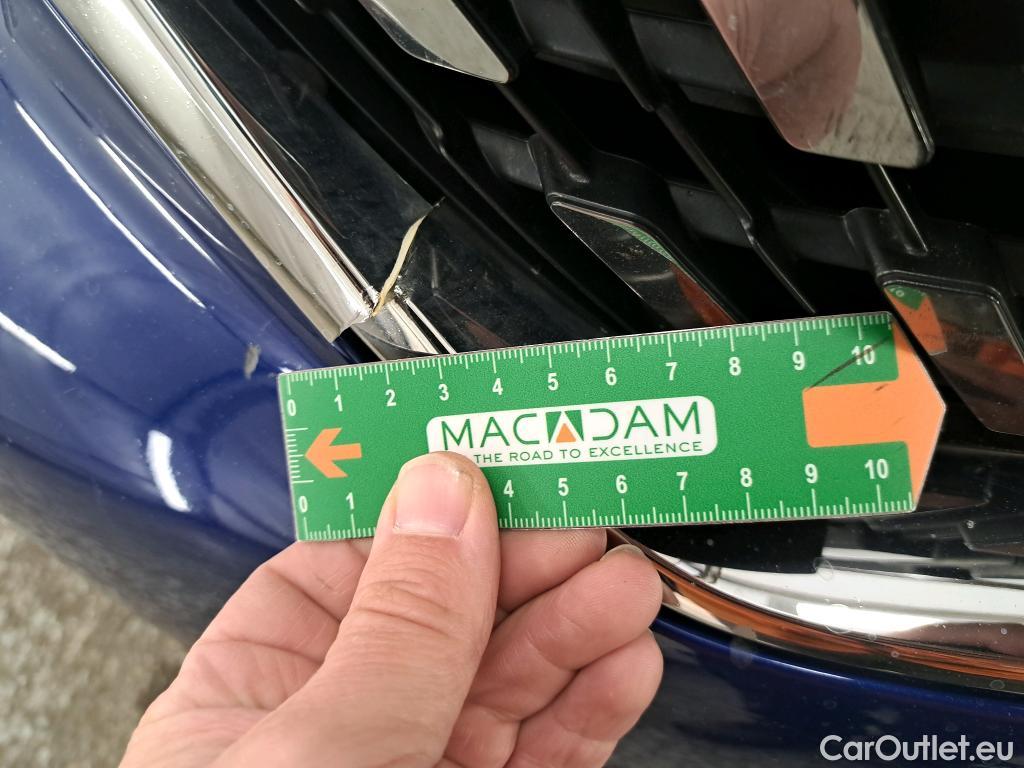 0 1 2 3 4 5 6 7 8 9 10
MACADAM
THE ROAD TO EXCELLENCE
0 1 4 5 6 7 8 9 10
CarOutlet.eu